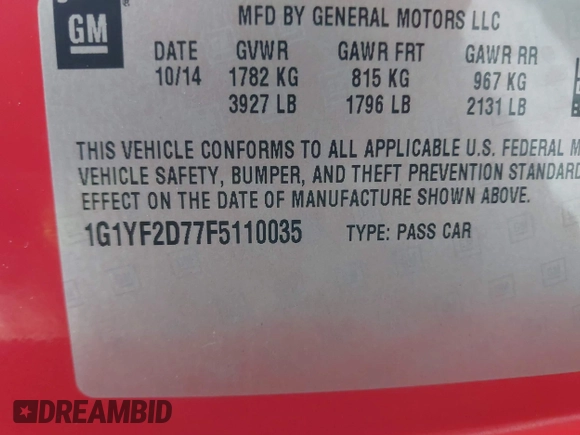 GM ®
MFD BY GENERAL MOTORS LLC
DATE GVWR GAWR FRT GAWR RR
10/14 1782 KG 815 KG 967 KG
3927 LB 1796 LB 2131 LB
THIS VEHICLE CONFORMS TO ALL APPLICABLE U.S. FEDERAL M
VEHICLE SAFETY, BUMPER, AND THEFT PREVENTION STANDARD
EFFECT ON THE DATE OF MANUFACTURE SHOWN ABOVE.
1G1YF2D77F5110035 TYPE: PASS CAR
DREAMBID